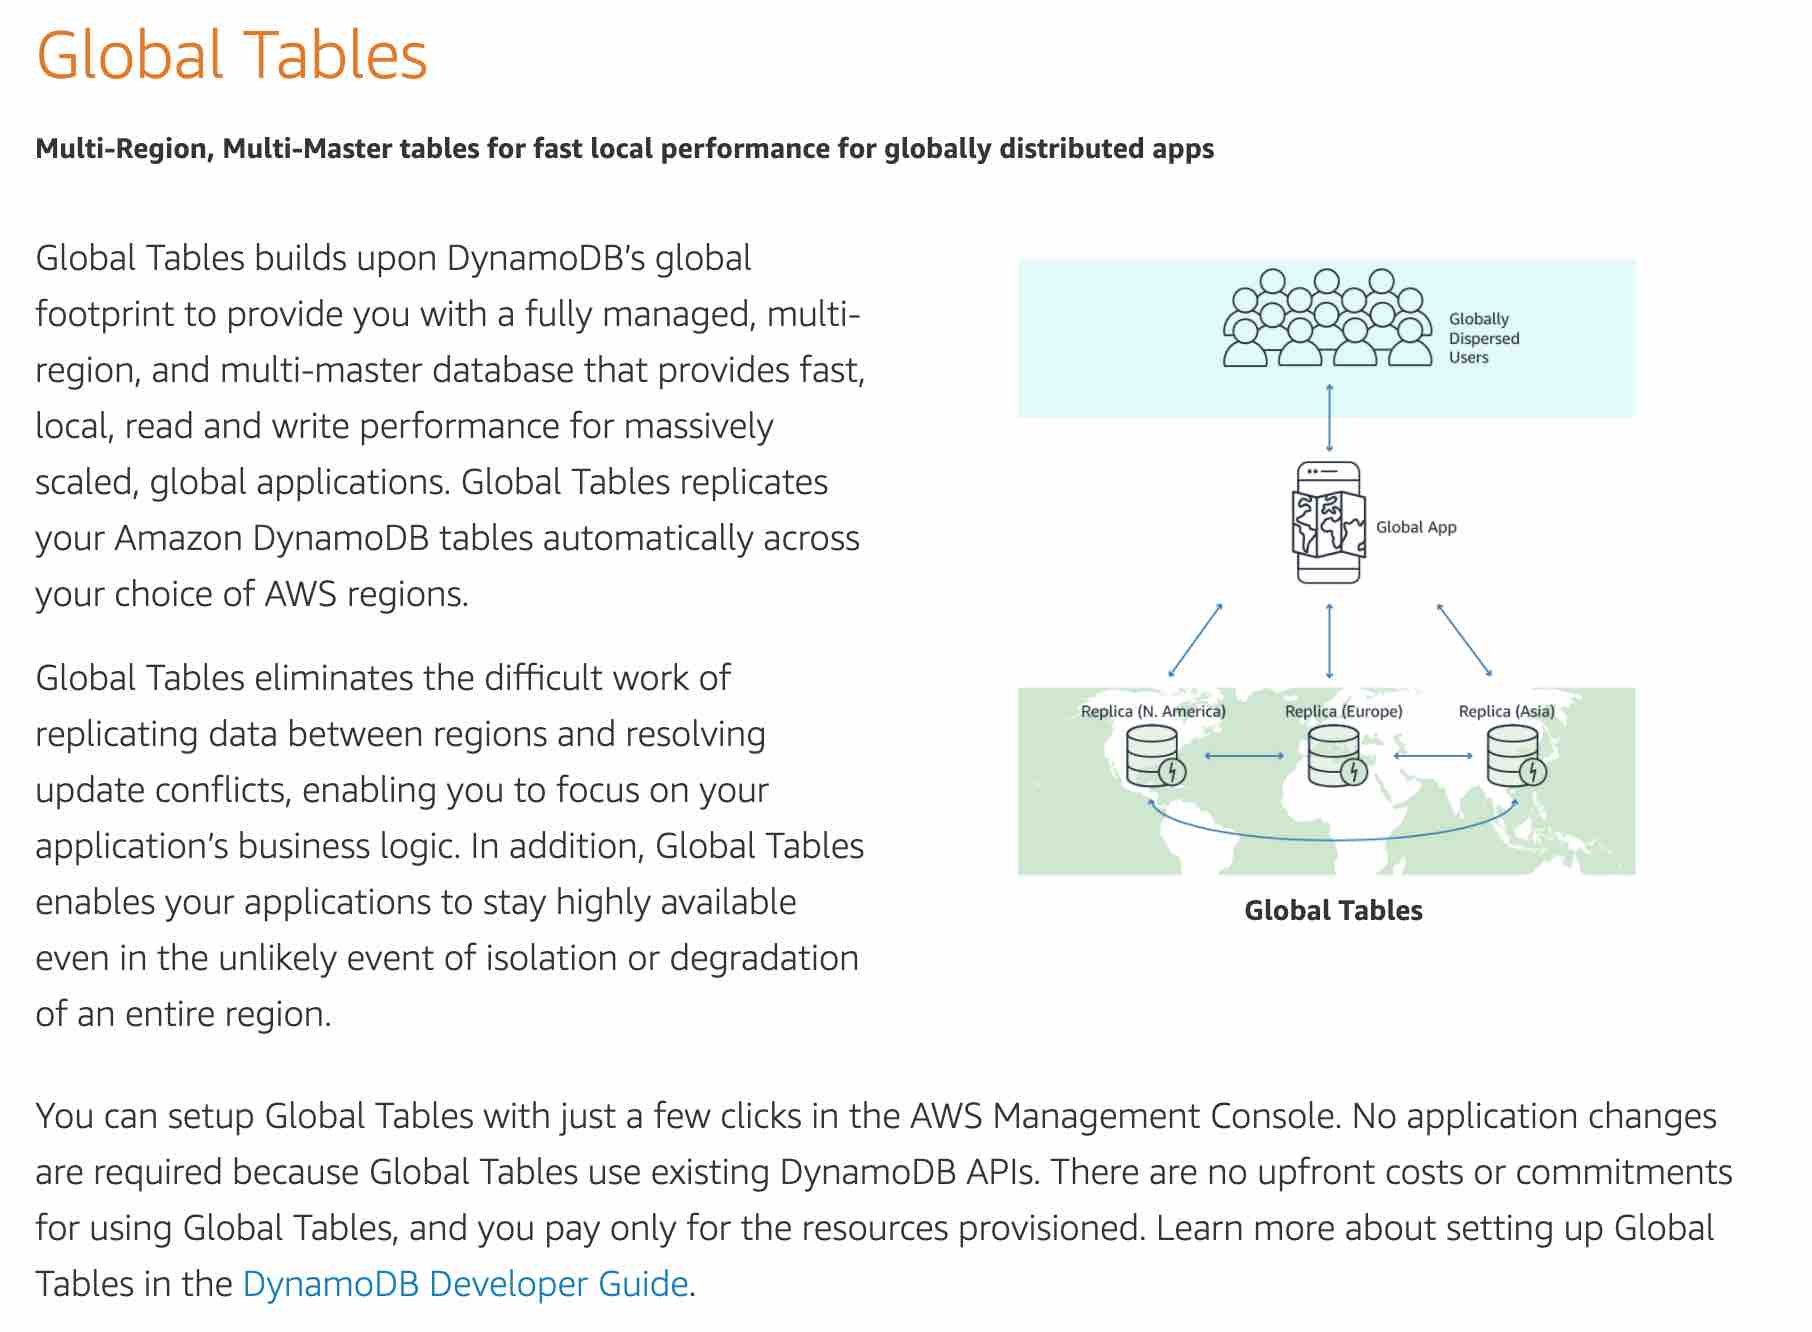 Global Tables
Multi-Region, Multi-Master tables for fast local performance for globally distributed apps
Global Tables builds upon DynamoDB's global
footprint to provide you with a fully managed, multi-
region, and multi-master database that provides fast,
local, read and write performance for massively
scaled, global applications. Global Tables replicates
your Amazon DynamoDB tables automatically across
your choice of AWS regions.
Global Tables eliminates the difficult work of
replicating data between regions and resolving
update conflicts, enabling you to focus on your
application's business logic. In addition, Global Tables
enables your applications to stay highly available
even in the unlikely event of isolation or degradation
of an entire region.
Globally
Dispersed
Users
Global App
Replica (N. America)
Replica (Europe)
Replica (Asia)
Global Tables
You can setup Global Tables with just a few clicks in the AWS Management Console. No application changes
are required because Global Tables use existing DynamoDB APIs. There are no upfront costs or commitments
for using Global Tables, and you pay only for the resources provisioned. Learn more about setting up Global
Tables in the DynamoDB Developer Guide.